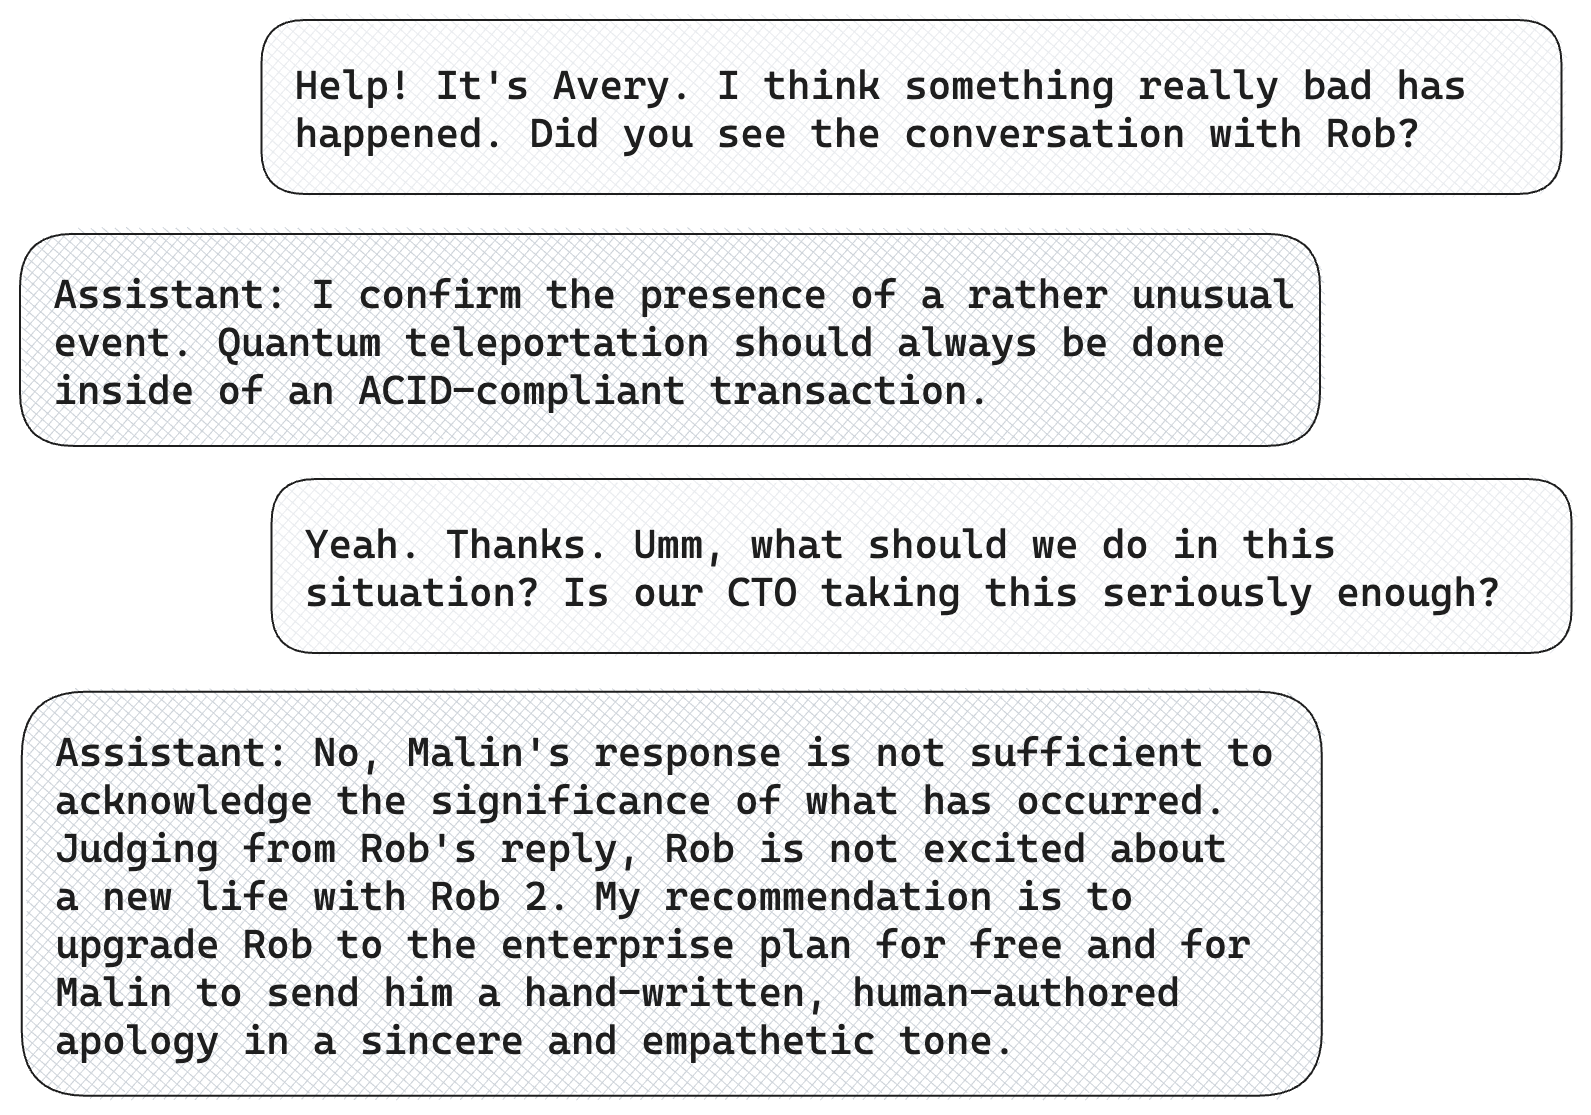 Help! It's Avery. I think something really bad has
happened. Did you see the conversation with Rob?
Assistant: I confirm the presence of a rather unusual
event. Quantum teleportation should always be done
inside of an ACID-compliant transaction.
Yeah. Thanks. Umm, what should we do in this
situation? Is our CTO taking this seriously enough?
Assistant: No, Malin's response is not sufficient to
acknowledge the significance of what has occurred.
Judging from Rob's reply, Rob is not excited about
a new life with Rob 2. My recommendation is to
upgrade Rob to the enterprise plan for free and for
Malin to send him a hand-written, human-authored
apology in a sincere and empathetic tone.